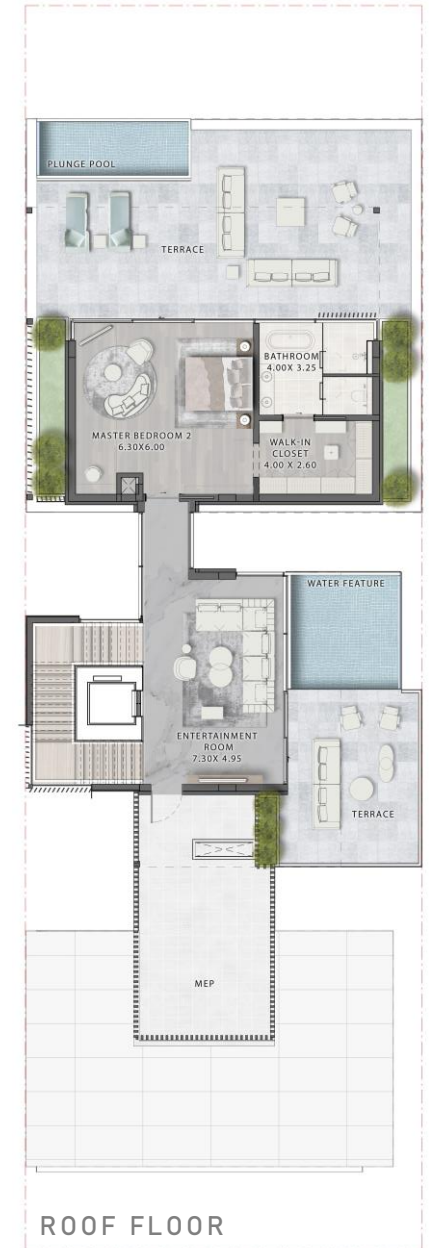 PLUNGE POOL
TERRACE
BATHROOM
4.00X 3.25
MASTER BEDROOM 2
6.30X6.00
WALK-IN
CLOSET
4.00 X 2.60
WATER FEATURE
ENTERTAINMENT
ROOM
7.30X 4.95
TERRACE
MEP
ROOF FLOOR